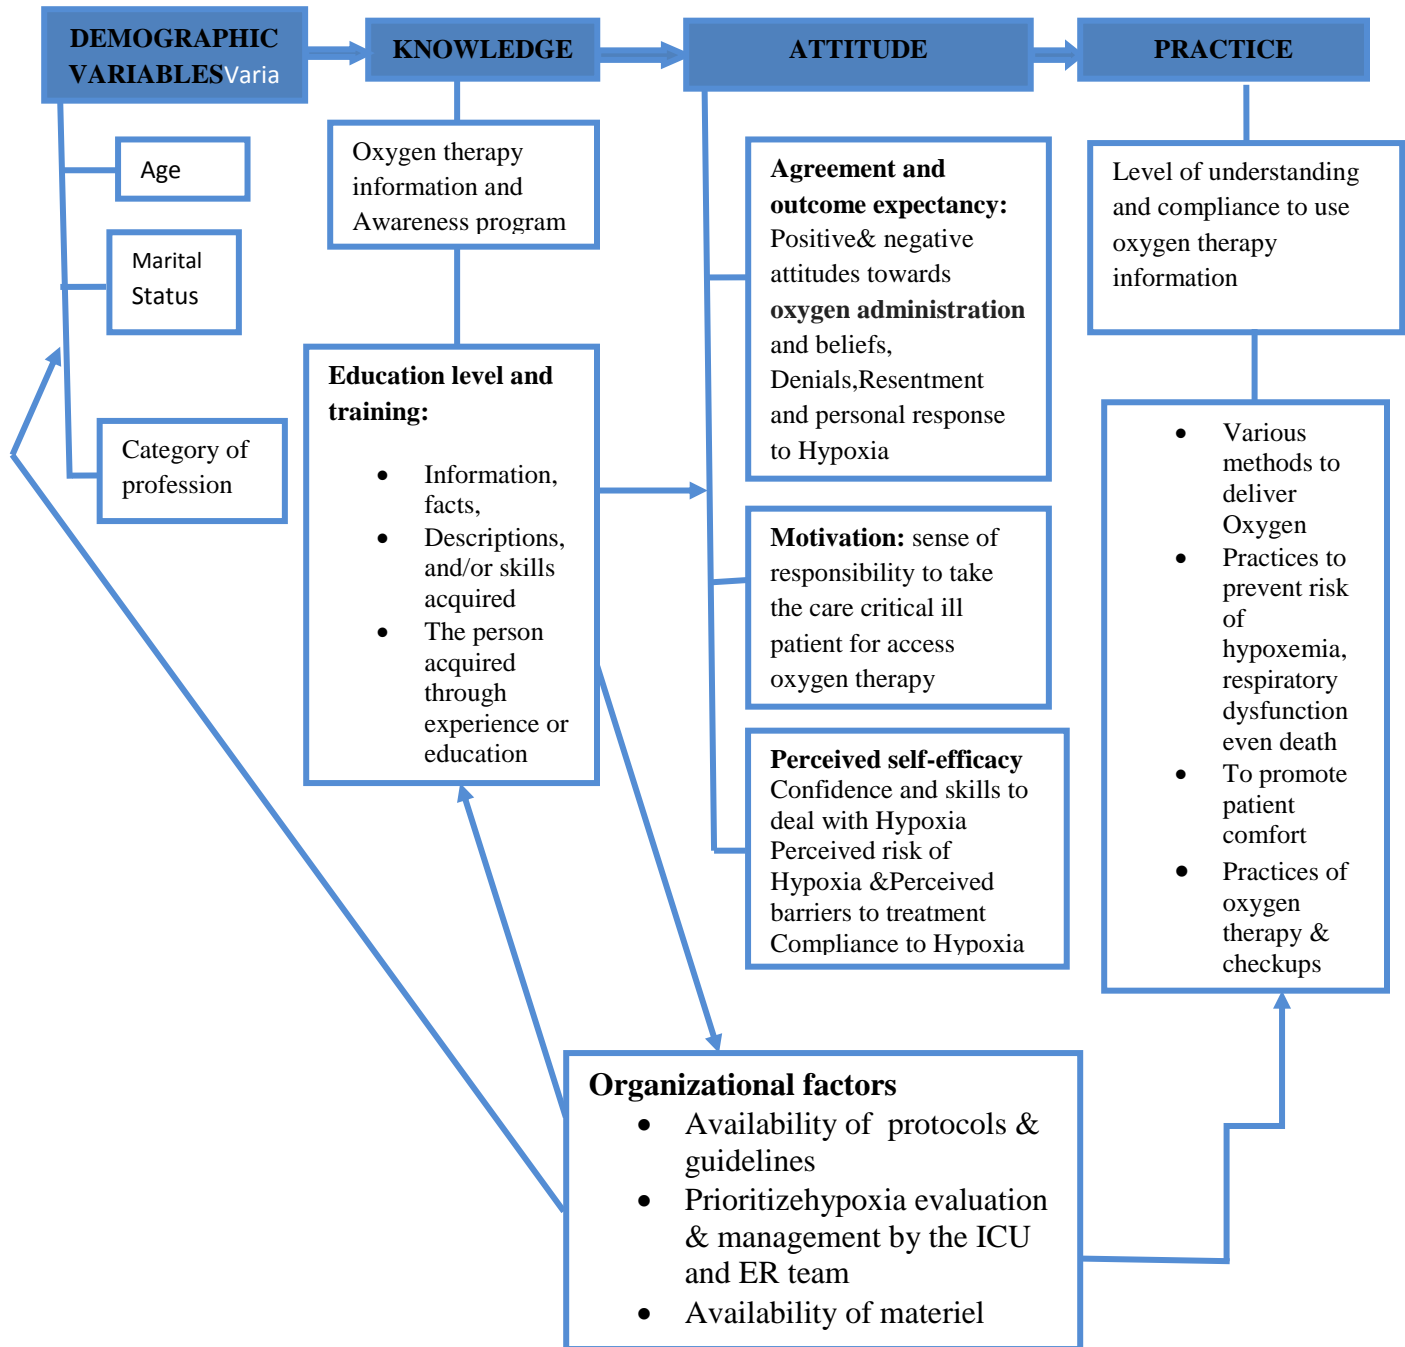 DEMOGRAPHIC
VARIABLESVaria
KNOWLEDGE
ATTITUDE
PRACTICE
Age
Marital
Status
Category of
profession
Oxygen therapy
information and
Awareness program
Education level and
training:
• Information,
facts,
• Descriptions,
and/or skills
acquired
• The person
acquired
through
experience or
education
Agreement and
outcome expectancy:
Positive& negative
attitudes towards
oxygen administration
and beliefs,
Denials,Resentment
and personal response
to Hypoxia
Motivation: sense of
responsibility to take
the care critical ill
patient for access
oxygen therapy
Perceived self-efficacy
Confidence and skills to
deal with Hypoxia
Perceived risk of
Hypoxia &Perceived
barriers to treatment
Compliance to Hypoxia
Level of understanding
and compliance to use
oxygen therapy
information
• Various
methods to
deliver
Oxygen
• Practices to
prevent risk
of
hypoxemia,
respiratory
dysfunction
even death
• To promote
patient
comfort
• Practices of
oxygen
therapy &
checkups
Organizational factors
• Availability of protocols &
guidelines
• Prioritizehypoxia evaluation
& management by the ICU
and ER team
• Availability of materiel